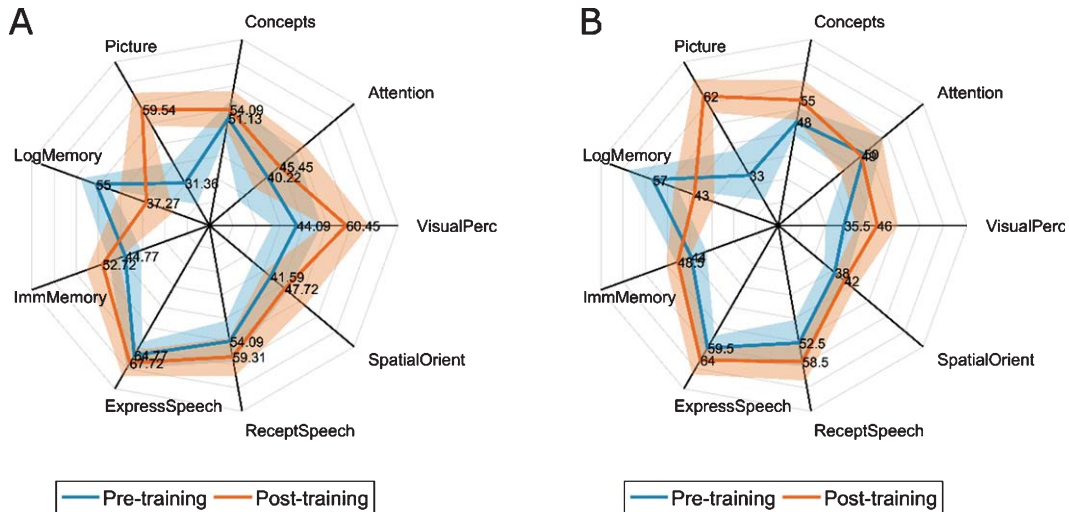 A
B
Concepts
Picture
Attention
LogMemory
VisualPerc
ImmMemory
SpatialOrient
ExpressSpeech
ReceptSpeech
59.54
54.09
51.13
45.45
40.22
55
31.36
37.27
44.09
60.45
44.77
52.72
41.59
47.72
64.77
67.72
54.09
59.31
Pre-training
Post-training
Concepts
Picture
Attention
LogMemory
VisualPerc
ImmMemory
SpatialOrient
ExpressSpeech
ReceptSpeech
62
55
48
50
57
33
43
35.5
46
44
48.5
38
42
59.5
64
52.5
58.5
Pre-training
Post-training